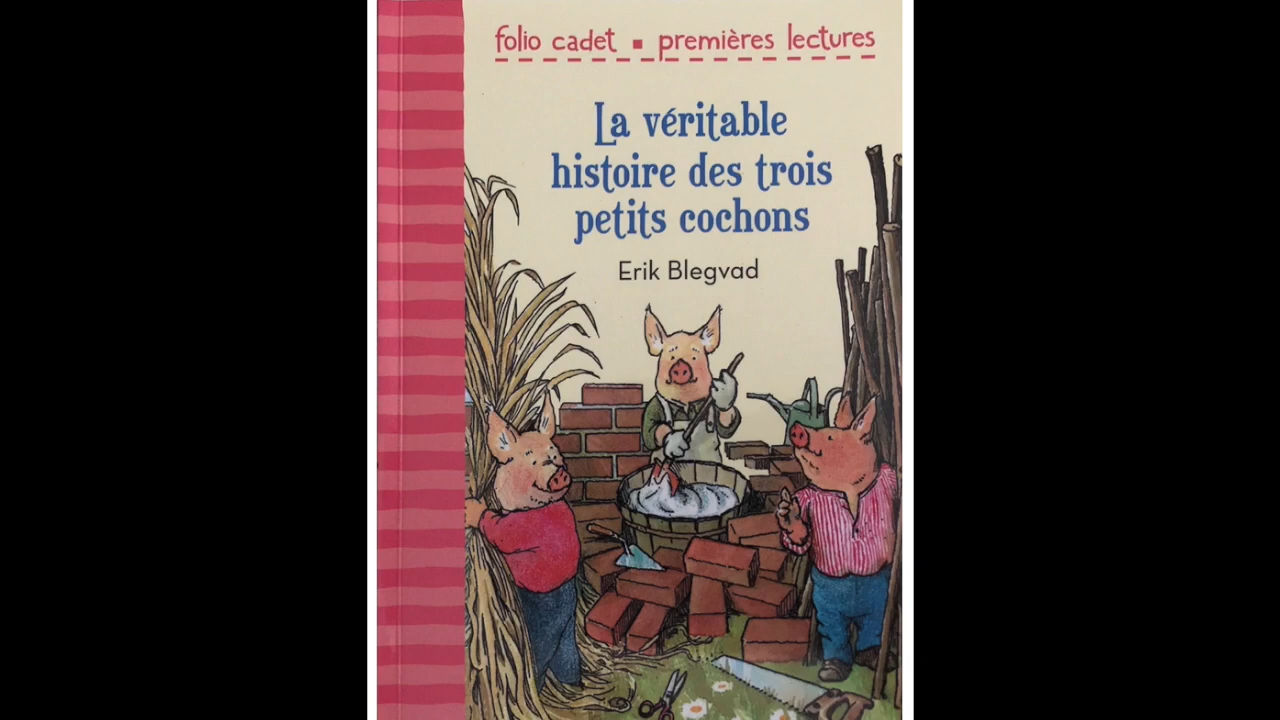 folio cadet ▪ premières lectures
La véritable
histoire des trois
petits cochons
Erik Blegvad